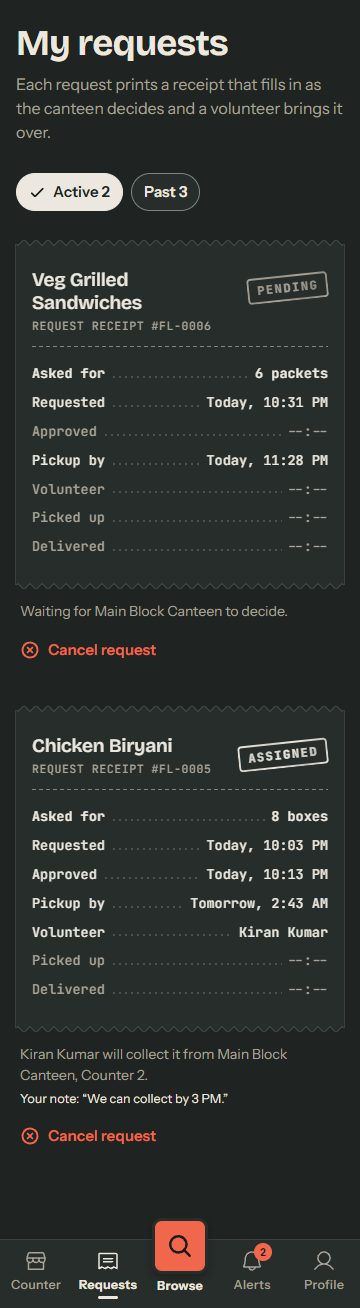 My requests
Each request prints a receipt that fills in as
the canteen decides and a volunteer brings it
over.
Active 2
Past 3
Veg Grilled
Sandwiches
PENDING
REQUEST RECEIPT #FL-0006
Asked for 6 packets
Requested Today, 10:31 PM
Approved --:--
Pickup by Today, 11:28 PM
Volunteer --:--
Picked up --:--
Delivered --:--
Waiting for Main Block Canteen to decide.
Cancel request
Chicken Biryani
ASSIGNED
REQUEST RECEIPT #FL-0005
Asked for 8 boxes
Requested Today, 10:03 PM
Approved Today, 10:13 PM
Pickup by Tomorrow, 2:43 AM
Volunteer Kiran Kumar
Picked up --:--
Delivered --:--
Kiran Kumar will collect it from Main Block
Canteen, Counter 2.
Your note: “We can collect by 3 PM.”
Cancel request
2
Counter Requests Browse Alerts Profile